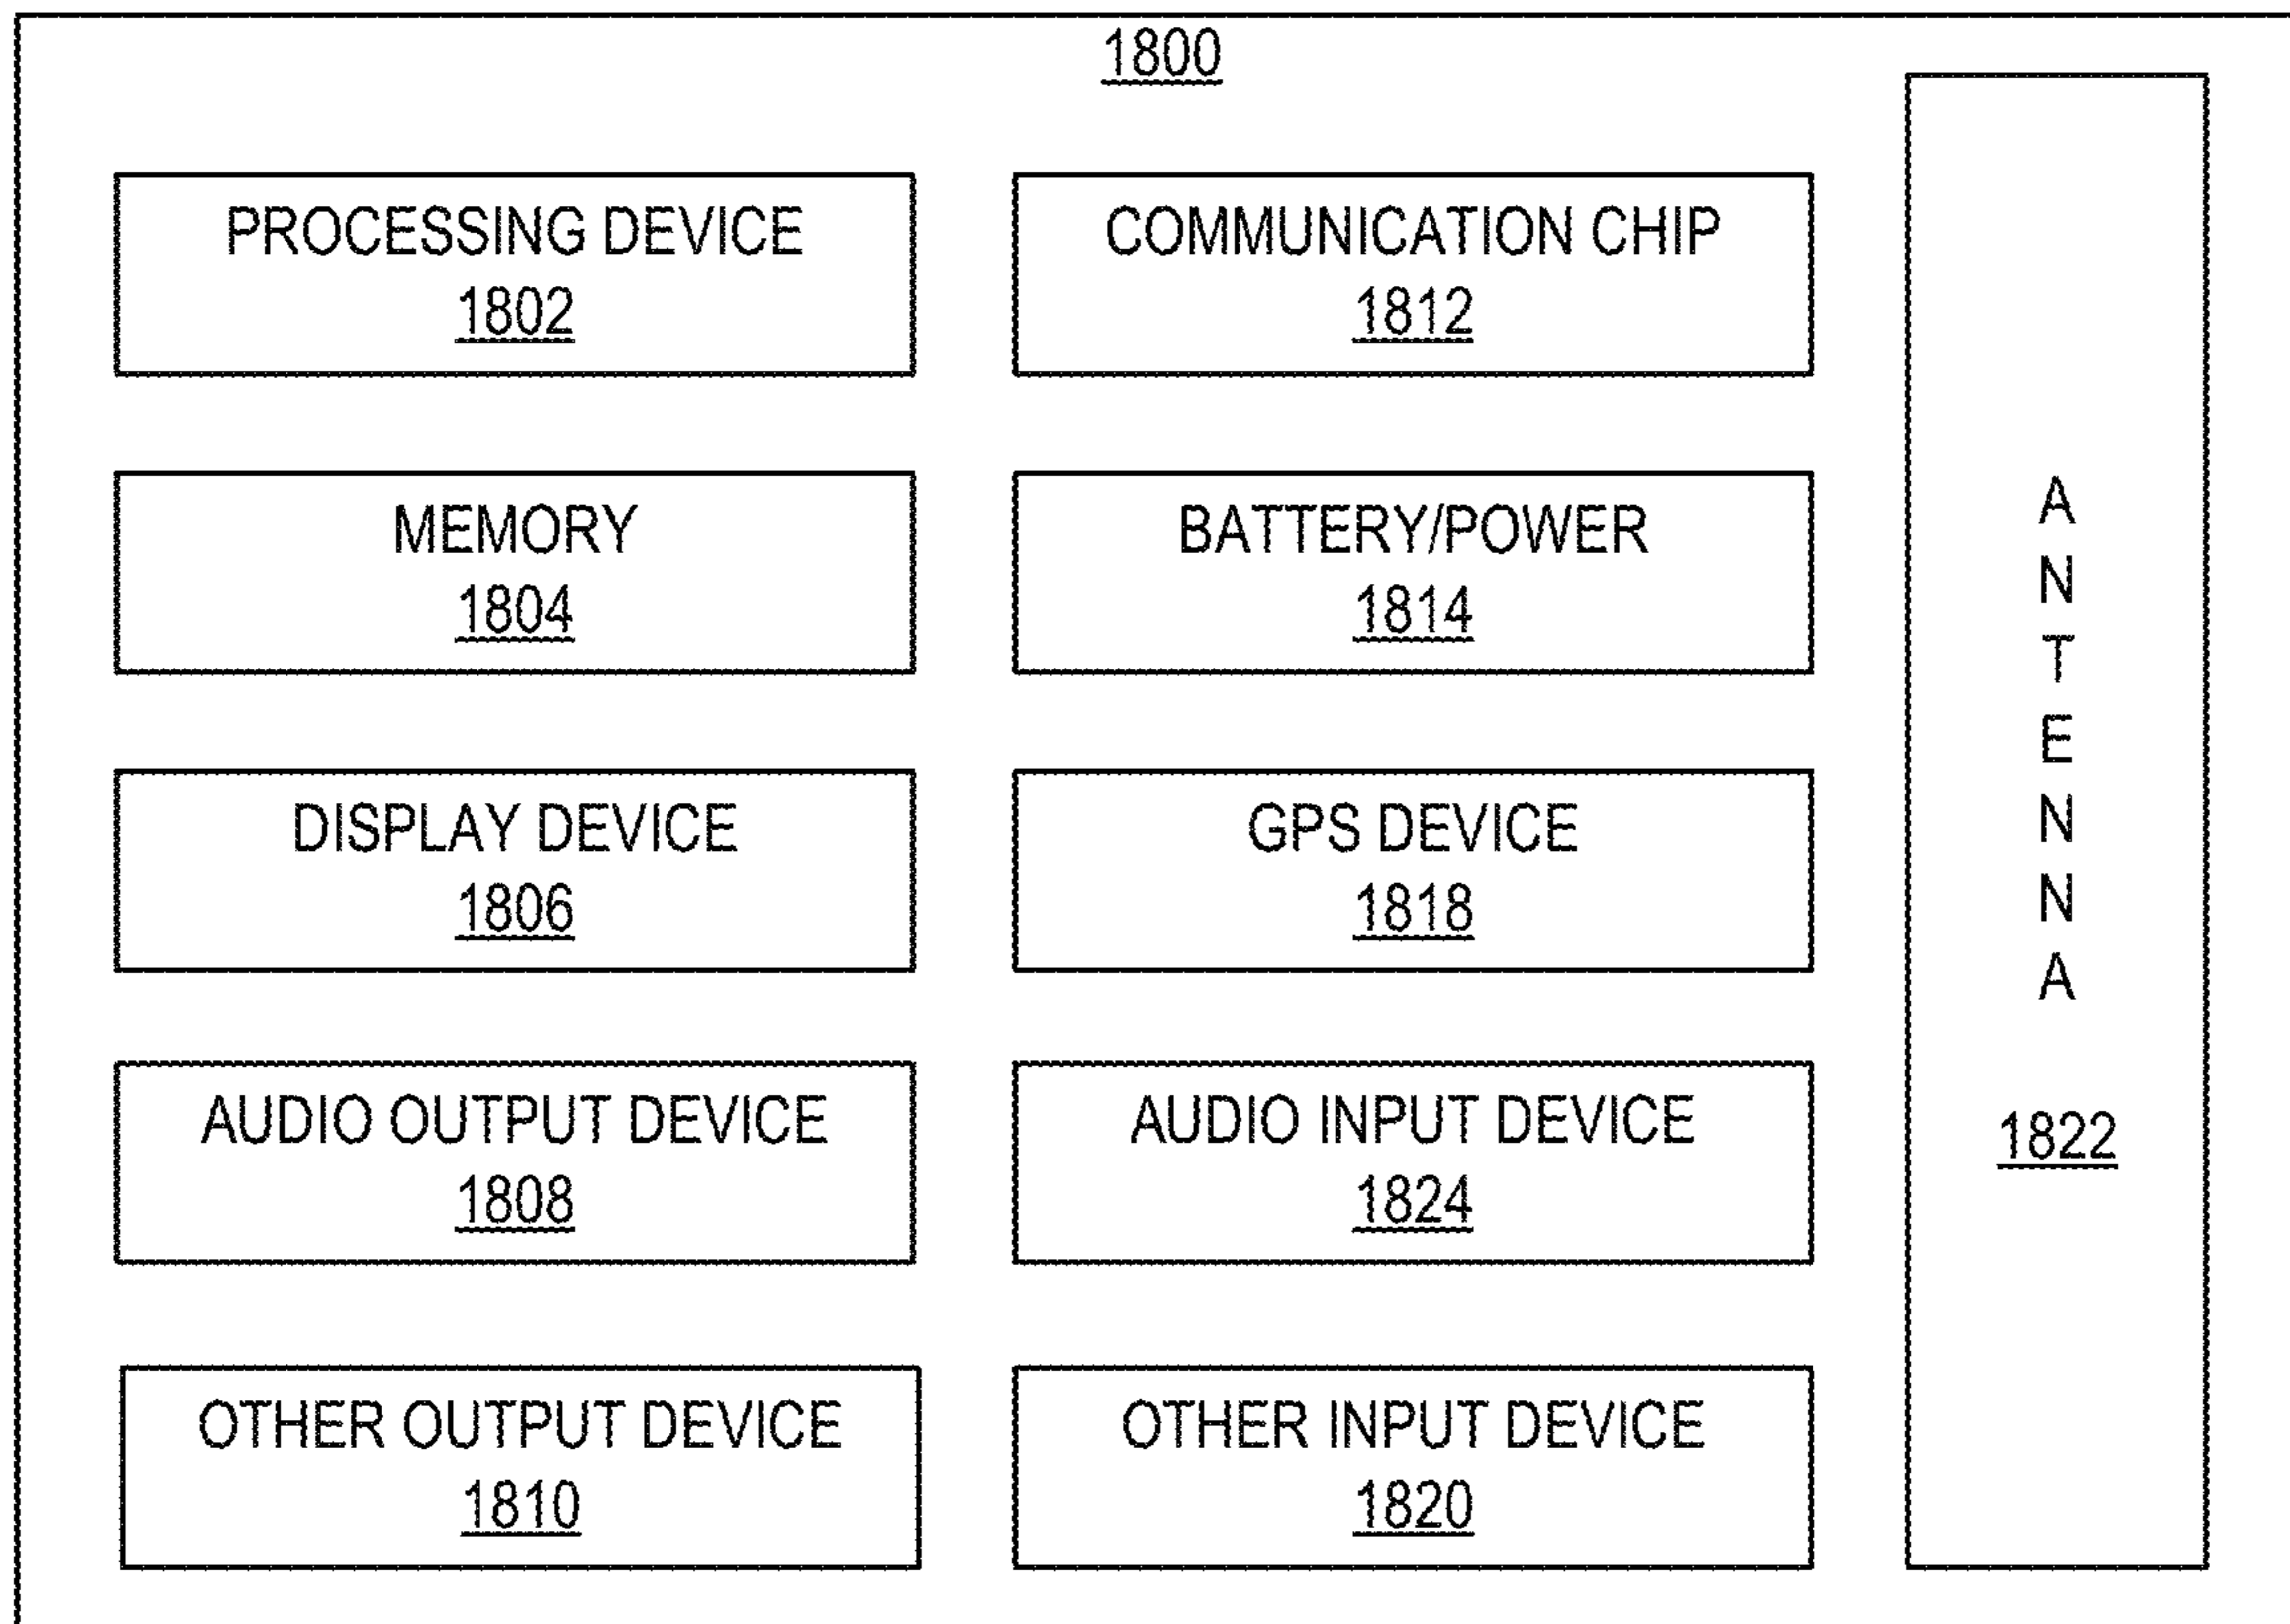 1800
PROCESSING DEVICE
1802
COMMUNICATION CHIP
1812
MEMORY
1804
BATTERY/POWER
1814
DISPLAY DEVICE
1806
GPS DEVICE
1818
AUDIO OUTPUT DEVICE
1808
AUDIO INPUT DEVICE
1824
OTHER OUTPUT DEVICE
1810
OTHER INPUT DEVICE
1820
ANTENNA
1822